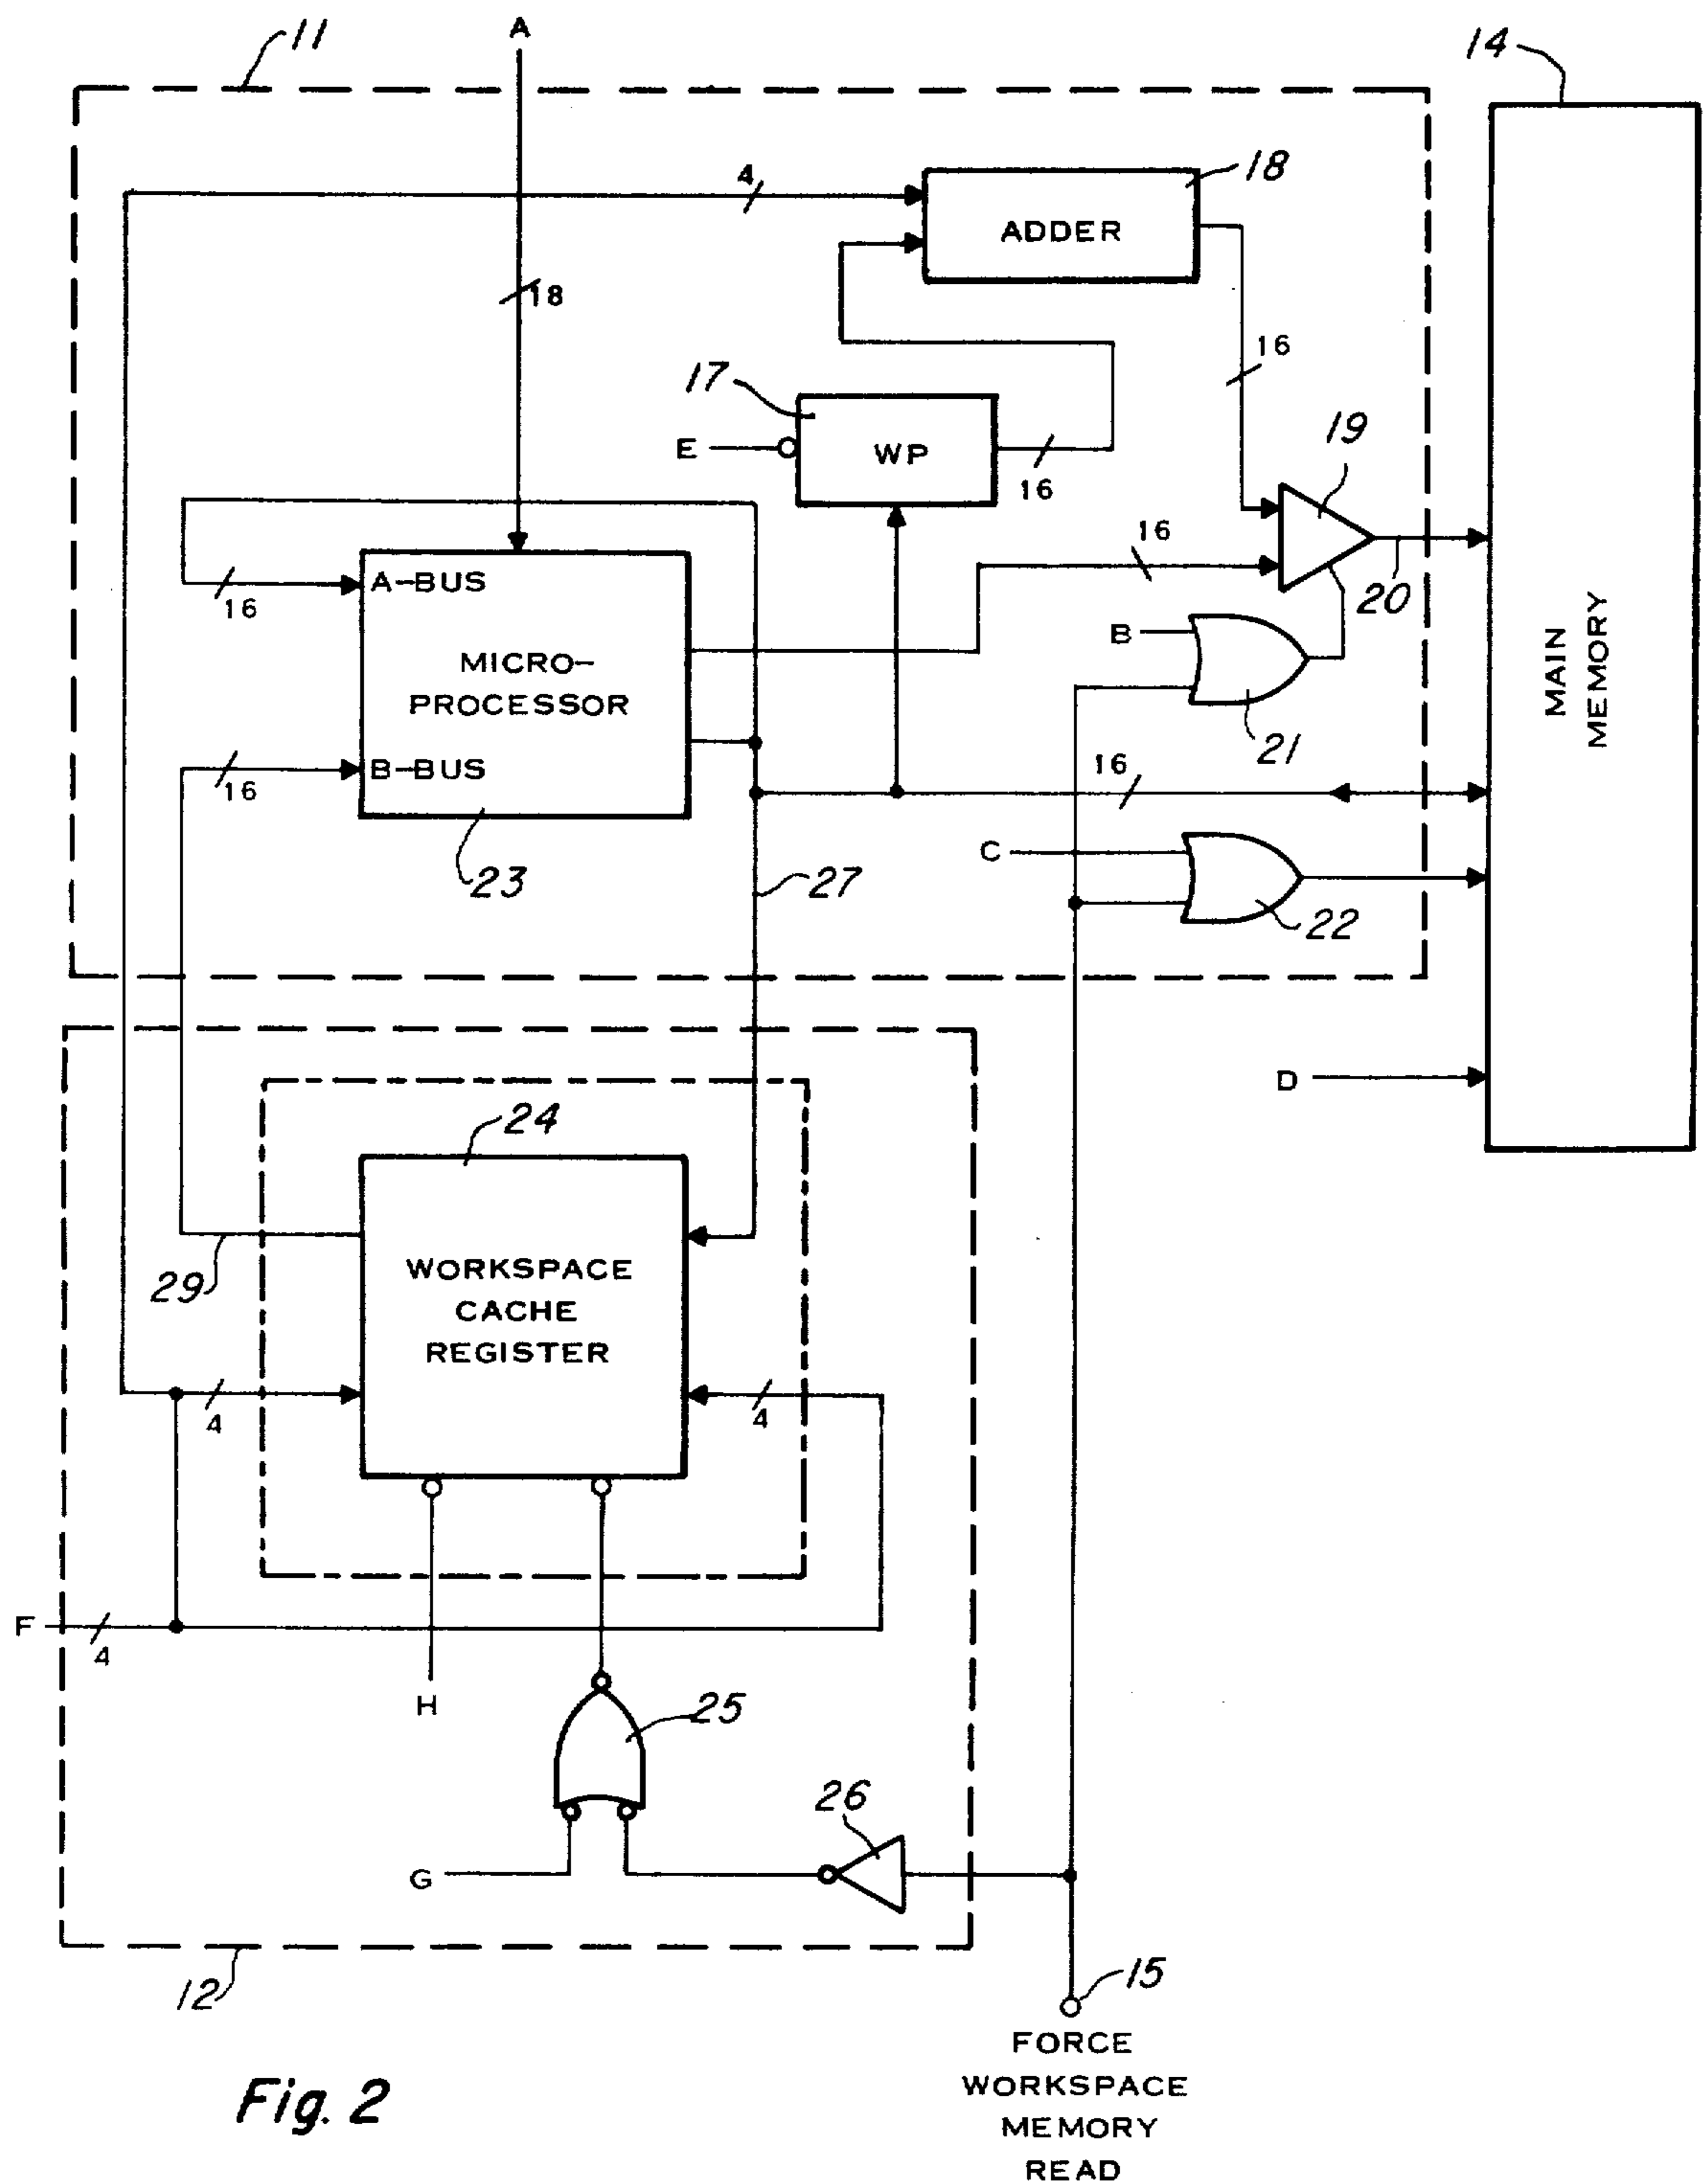 11
A
14
4
18
ADDER
18
16
17
E
WP
16
19
16
A-BUS
16
20
B
MICRO-
PROCESSOR
MAIN
MEMORY
21
B-BUS
16
16
C
23
27
22
D
24
29
WORKSPACE
CACHE
REGISTER
4
4
F
4
H
25
26
G
12
15
FORCE
WORKSPACE
MEMORY
READ
Fig. 2